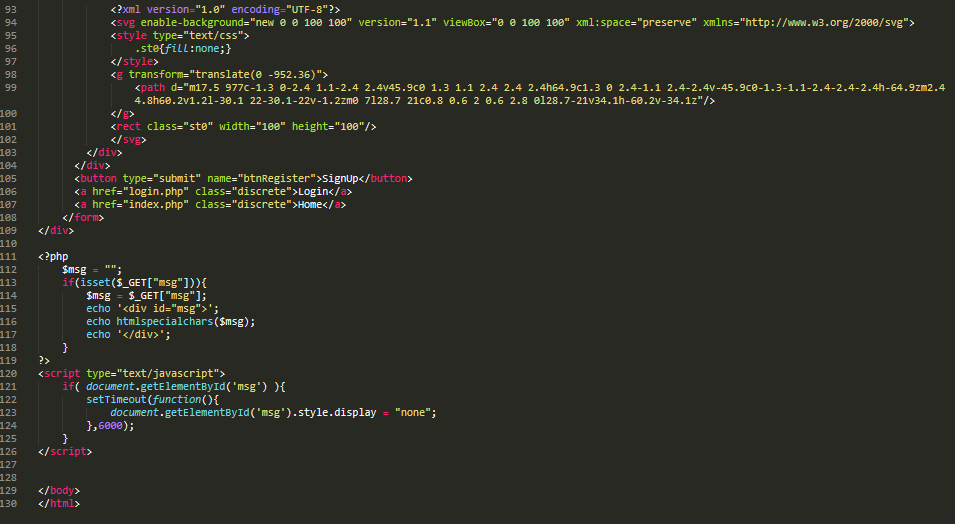 93 <?xml version="1.0" encoding="UTF-8"?>
94 <svg enable-background="new 0 0 100 100" version="1.1" viewBox="0 0 100 100" xml:space="preserve" xmlns="http://www.w3.org/2000/svg">
95 <style type="text/css">
96 .st0{fill:none;}
97 </style>
98 <g transform="translate(0 -952.36)">
99 <path d="m17.5 977c-1.3 0-2.4 1.1-2.4 2.4v45.9c0 1.3 1.1 2.4 2.4 2.4h64.9c1.3 0 2.4-1.1 2.4-2.4v-45.9c0-1.3-1.1-2.4-2.4-2.4h-64.9zm2.4
4.8h60.2v1.2l-30.1 22-30.1-22v-1.2zm0 7l28.7 21c0.8 0.6 2 0.6 2.8 0l28.7-21v34.1h-60.2v-34.1z"/>
100 </g>
101 <rect class="st0" width="100" height="100"/>
102 </svg>
103 </div>
104 </div>
105 <button type="submit" name="btnRegister">SignUp</button>
106 <a href="login.php" class="discrete">Login</a>
107 <a href="index.php" class="discrete">Home</a>
108 </form>
109 </div>
110
111 <?php
112 $msg = "";
113 if(isset($_GET["msg"])){
114 $msg = $_GET["msg"];
115 echo '<div id="msg">';
116 echo htmlspecialchars($msg);
117 echo '</div>';
118 }
119 ?>
120 <script type="text/javascript">
121 if( document.getElementById('msg') ){
122 setTimeout(function(){
123 document.getElementById('msg').style.display = "none";
124 },6000);
125 }
126 </script>
127
128
129 </body>
130 </html>